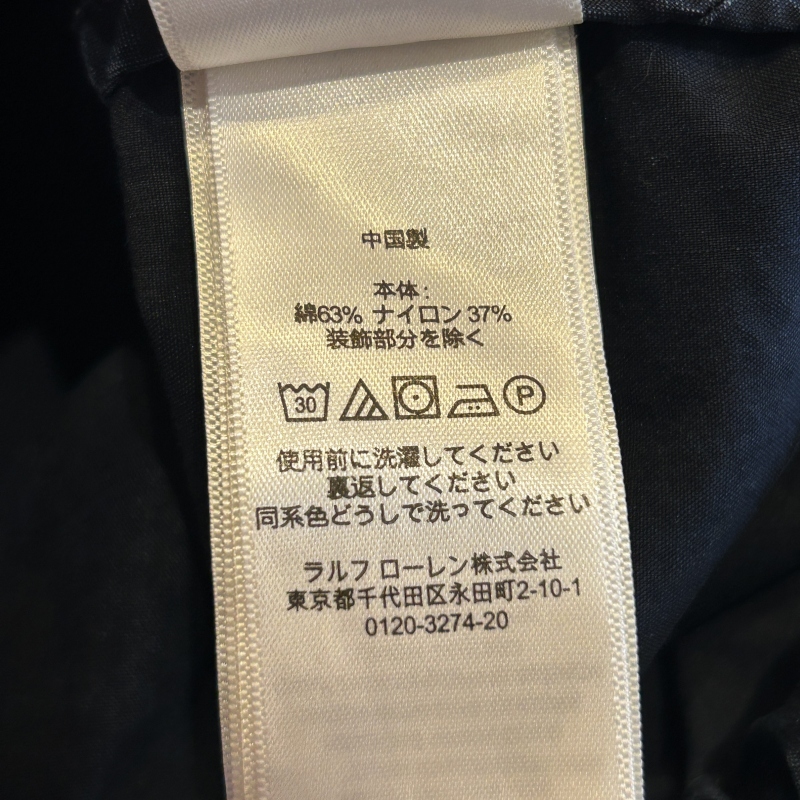 中国製
本体:
綿63% ナイロン 37%
装飾部分を除く
30 P
使用前に洗濯してください
裏返してください
同系色どうしで洗ってください
ラルフ ローレン株式会社
東京都千代田区永田町2-10-1
0120-3274-20